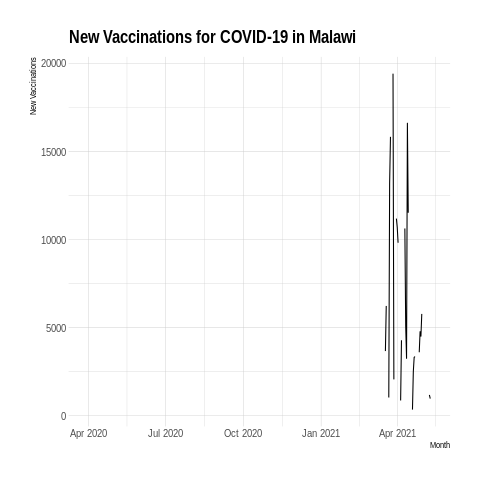 New Vaccinations for COVID-19 in Malawi
New Vaccinations
20000
15000
10000
5000
0
Apr 2020 Jul 2020 Oct 2020 Jan 2021 Apr 2021
Month